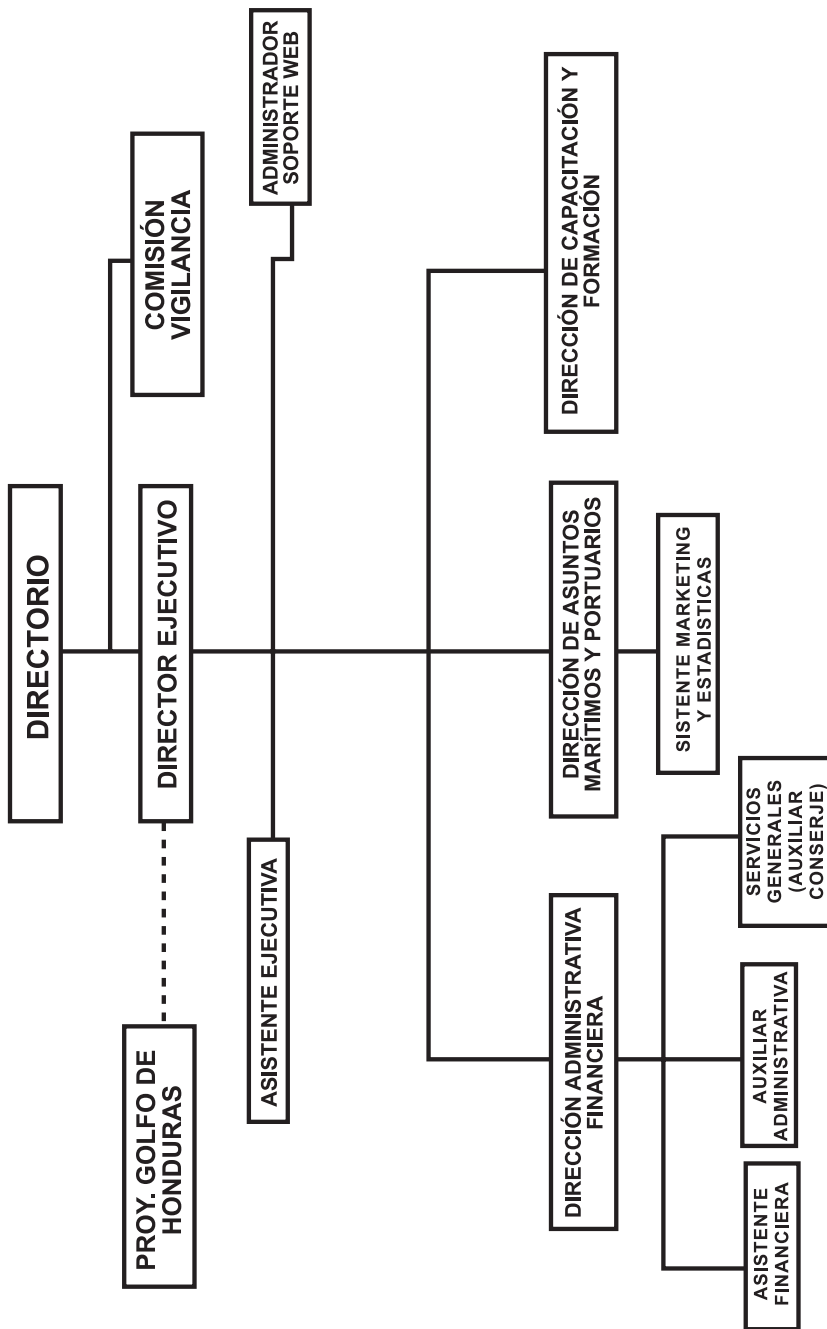 DIRECTORIO
COMISIÓN
VIGILANCIA
PROY. GOLFO DE
HONDURAS
DIRECTOR EJECUTIVO
ASISTENTE EJECUTIVA
ADMINISTRADOR
SOPORTE WEB
DIRECCIÓN ADMINISTRATIVA
FINANCIERA
DIRECCIÓN DE ASUNTOS
MARÍTIMOS Y PORTUARIOS
DIRECCIÓN DE CAPACITACIÓN Y
FORMACIÓN
SISTENTE MARKETING
Y ESTADISTICAS
ASISTENTE
FINANCIERA
AUXILIAR
ADMINISTRATIVA
SERVICIOS
GENERALES
(AUXILIAR
CONSERJE)